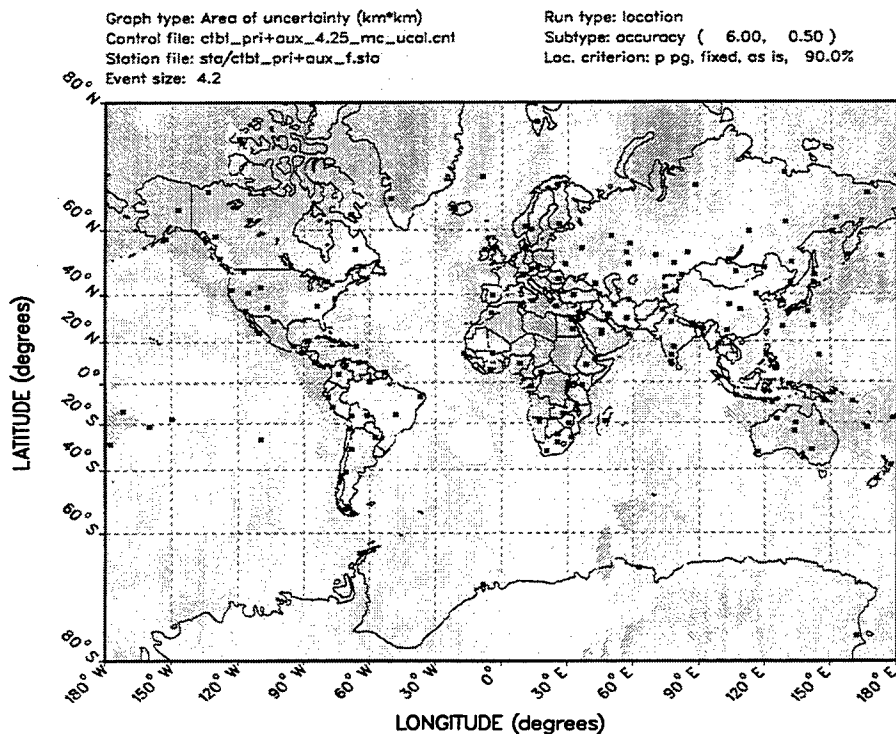 Graph type: Area of uncertainty (km*km)
Control file: ctbt_pri+aux_4.25_mc_ucal.cnt
Station file: sta/ctbt_pri+aux_f.sta
Event size: 4.2
Run type: location
Subtype: accuracy ( 6.00, 0.50 )
Loc. criterion: p pg, fixed, as is, 90.0%
80° N
60° N
40° N
20° N
0°
20° S
40° S
60° S
80° S
LATITUDE (degrees)
180° W
150° W
120° W
90° W
60° W
30° W
0°
30° E
60° E
90° E
120° E
150° E
180° E
LONGITUDE (degrees)